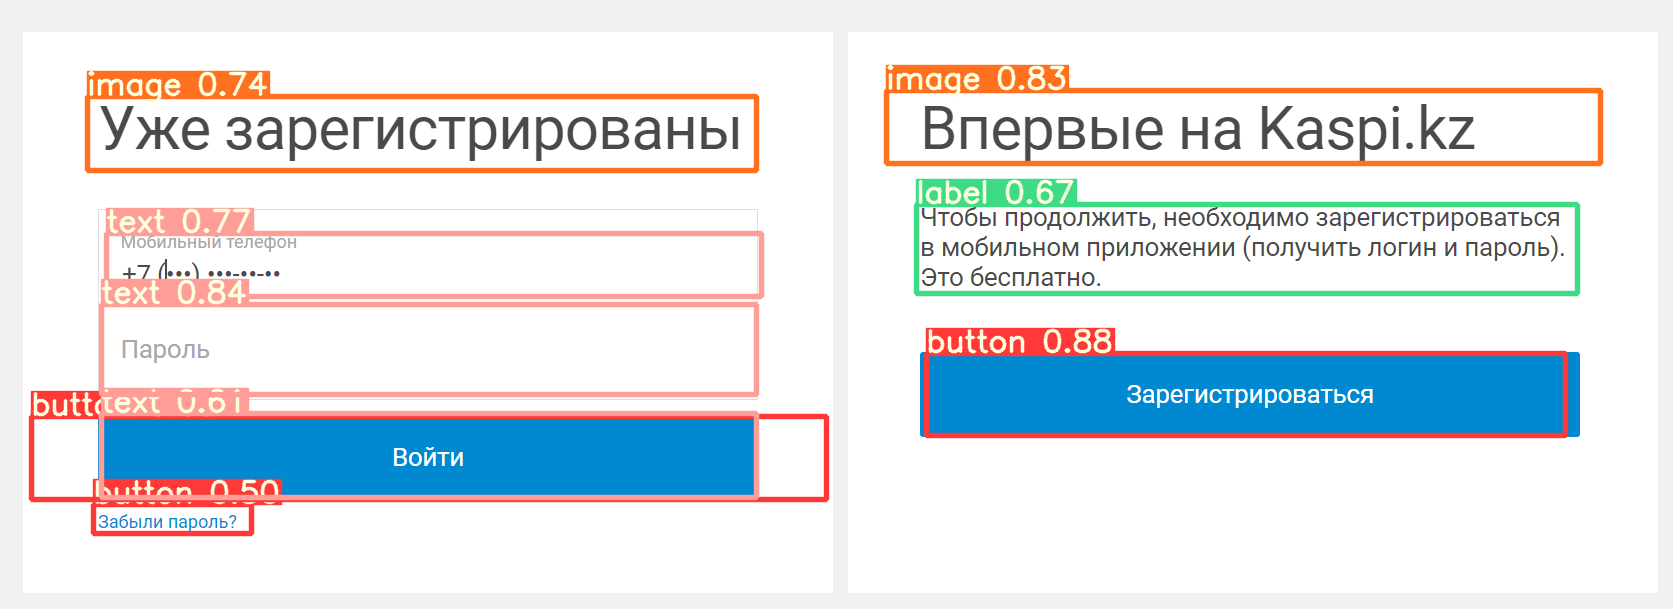 image 0.74
Уже зарегистрированы
text 0.77
Мобильный телефон
+7 (•••) •••-••-••
text 0.84
Пароль
text 0.61
Войти
button 0.50
Забыли пароль?
image 0.83
Впервые на Kaspi.kz
label 0.67
Чтобы продолжить, необходимо зарегистрироваться
в мобильном приложении (получить логин и пароль).
Это бесплатно.
button 0.88
Зарегистрироваться